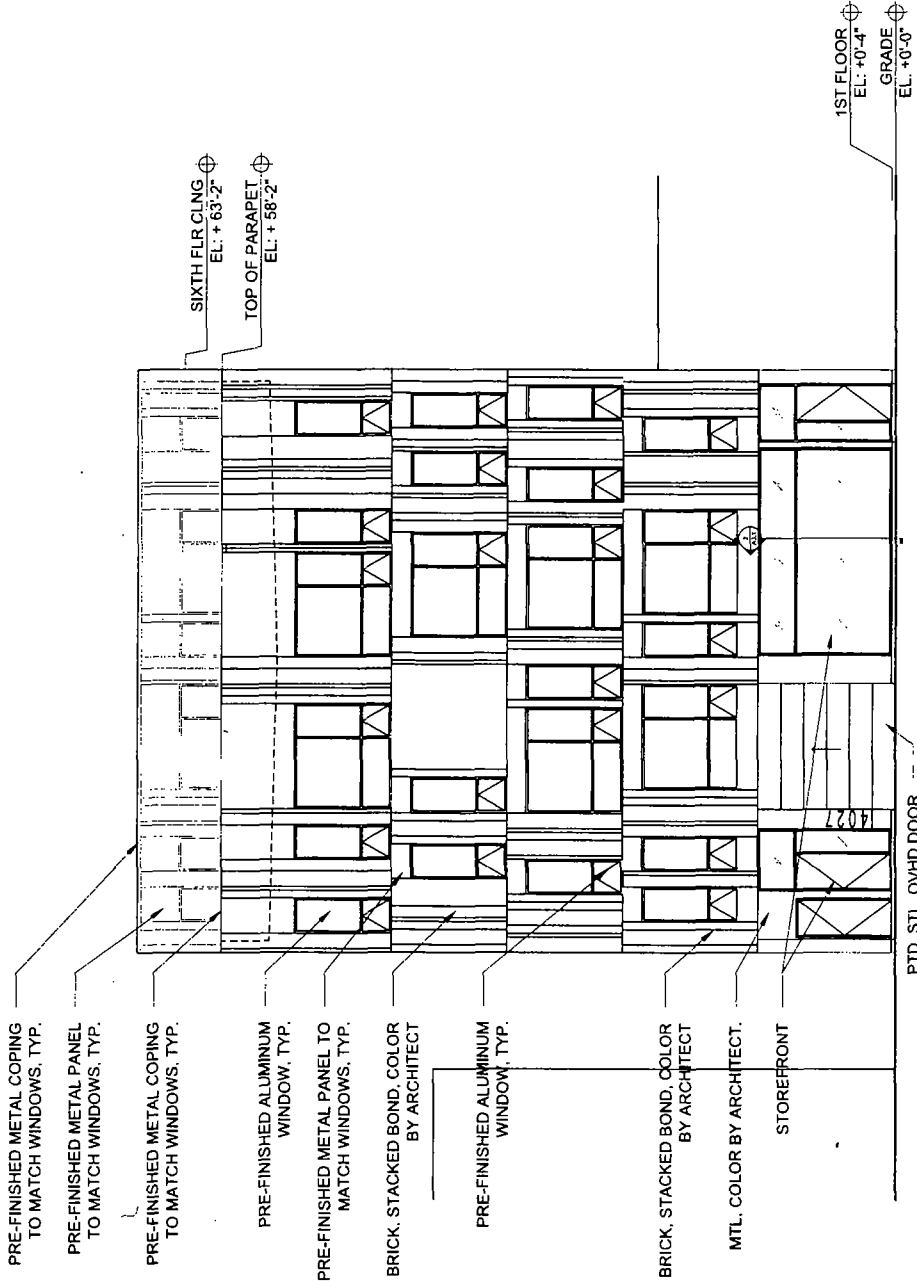 PRE-FINISHED METAL COPING
TO MATCH WINDOWS, TYP.
PRE-FINISHED METAL PANEL
TO MATCH WINDOWS, TYP.
PRE-FINISHED METAL COPING
TO MATCH WINDOWS, TYP.
PRE-FINISHED ALUMINUM
WINDOW, TYP.
PRE-FINISHED METAL PANEL TO
MATCH WINDOWS, TYP.
BRICK, STACKED BOND, COLOR
BY ARCHITECT
PRE-FINISHED ALUMINUM
WINDOW, TYP.
BRICK, STACKED BOND, COLOR
BY ARCHITECT
MTL, COLOR BY ARCHITECT.
STOREFRONT
4027
PTD. STL. OVHD DOOR
SIXTH FLR CLNG
EL: + 63'-2"
TOP OF PARAPET
EL: + 58'-2"
1ST FLOOR
EL: +0'-4"
GRADE
EL. +0'-0"